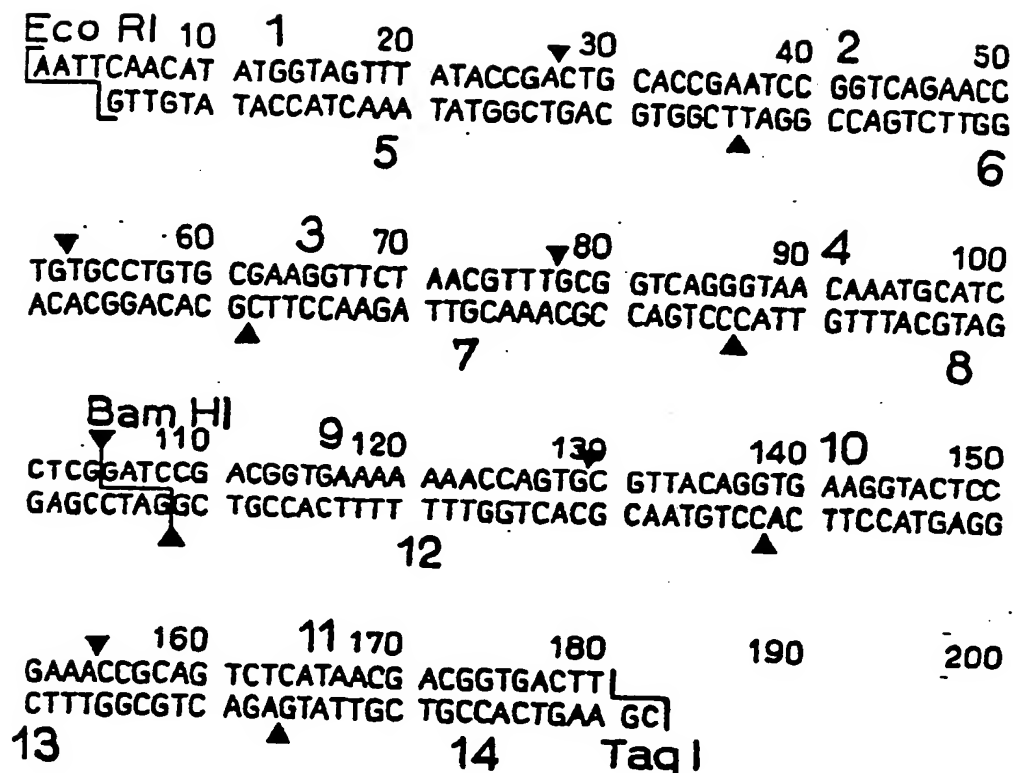 Eco RI 10 1 20 30 40 2 50
AATTCAACAT ATGGTAGTTT ATACCGACTG CACCGAATCC GGTCAGAACC
GTTGTA TACCATCAAA TATGGCTGAC GTGGCTTAGG CCAGTCTTGG
5 6
60 3 70 80 90 4 100
TGTGCCTGTG CGAAGGTTCT AACGTTTGCG GTCAGGGTAA CAAATGCATC
ACACGGACAC GCTTCCAAGA TTGCAAACGC CAGTCCCATT GTTTACGTAG
7 8
Bam HI 110 9 120 130 140 10 150
CTCGGATCCG ACGGTGAAAA AAACCAGTGC GTTACAGGTG AAGGTACTCC
GAGCCTAGGC TGCCACTTTT TTTGGTCACG CAATGTCCAC TTCCATGAGG
12
160 11 170 180 190 200
GAAACCGCAG TCTCATAACG ACGGTGACTT
CTTTGGCGTC AGAGTATTGC TGCCACTGAA GC
13 14 Taq I